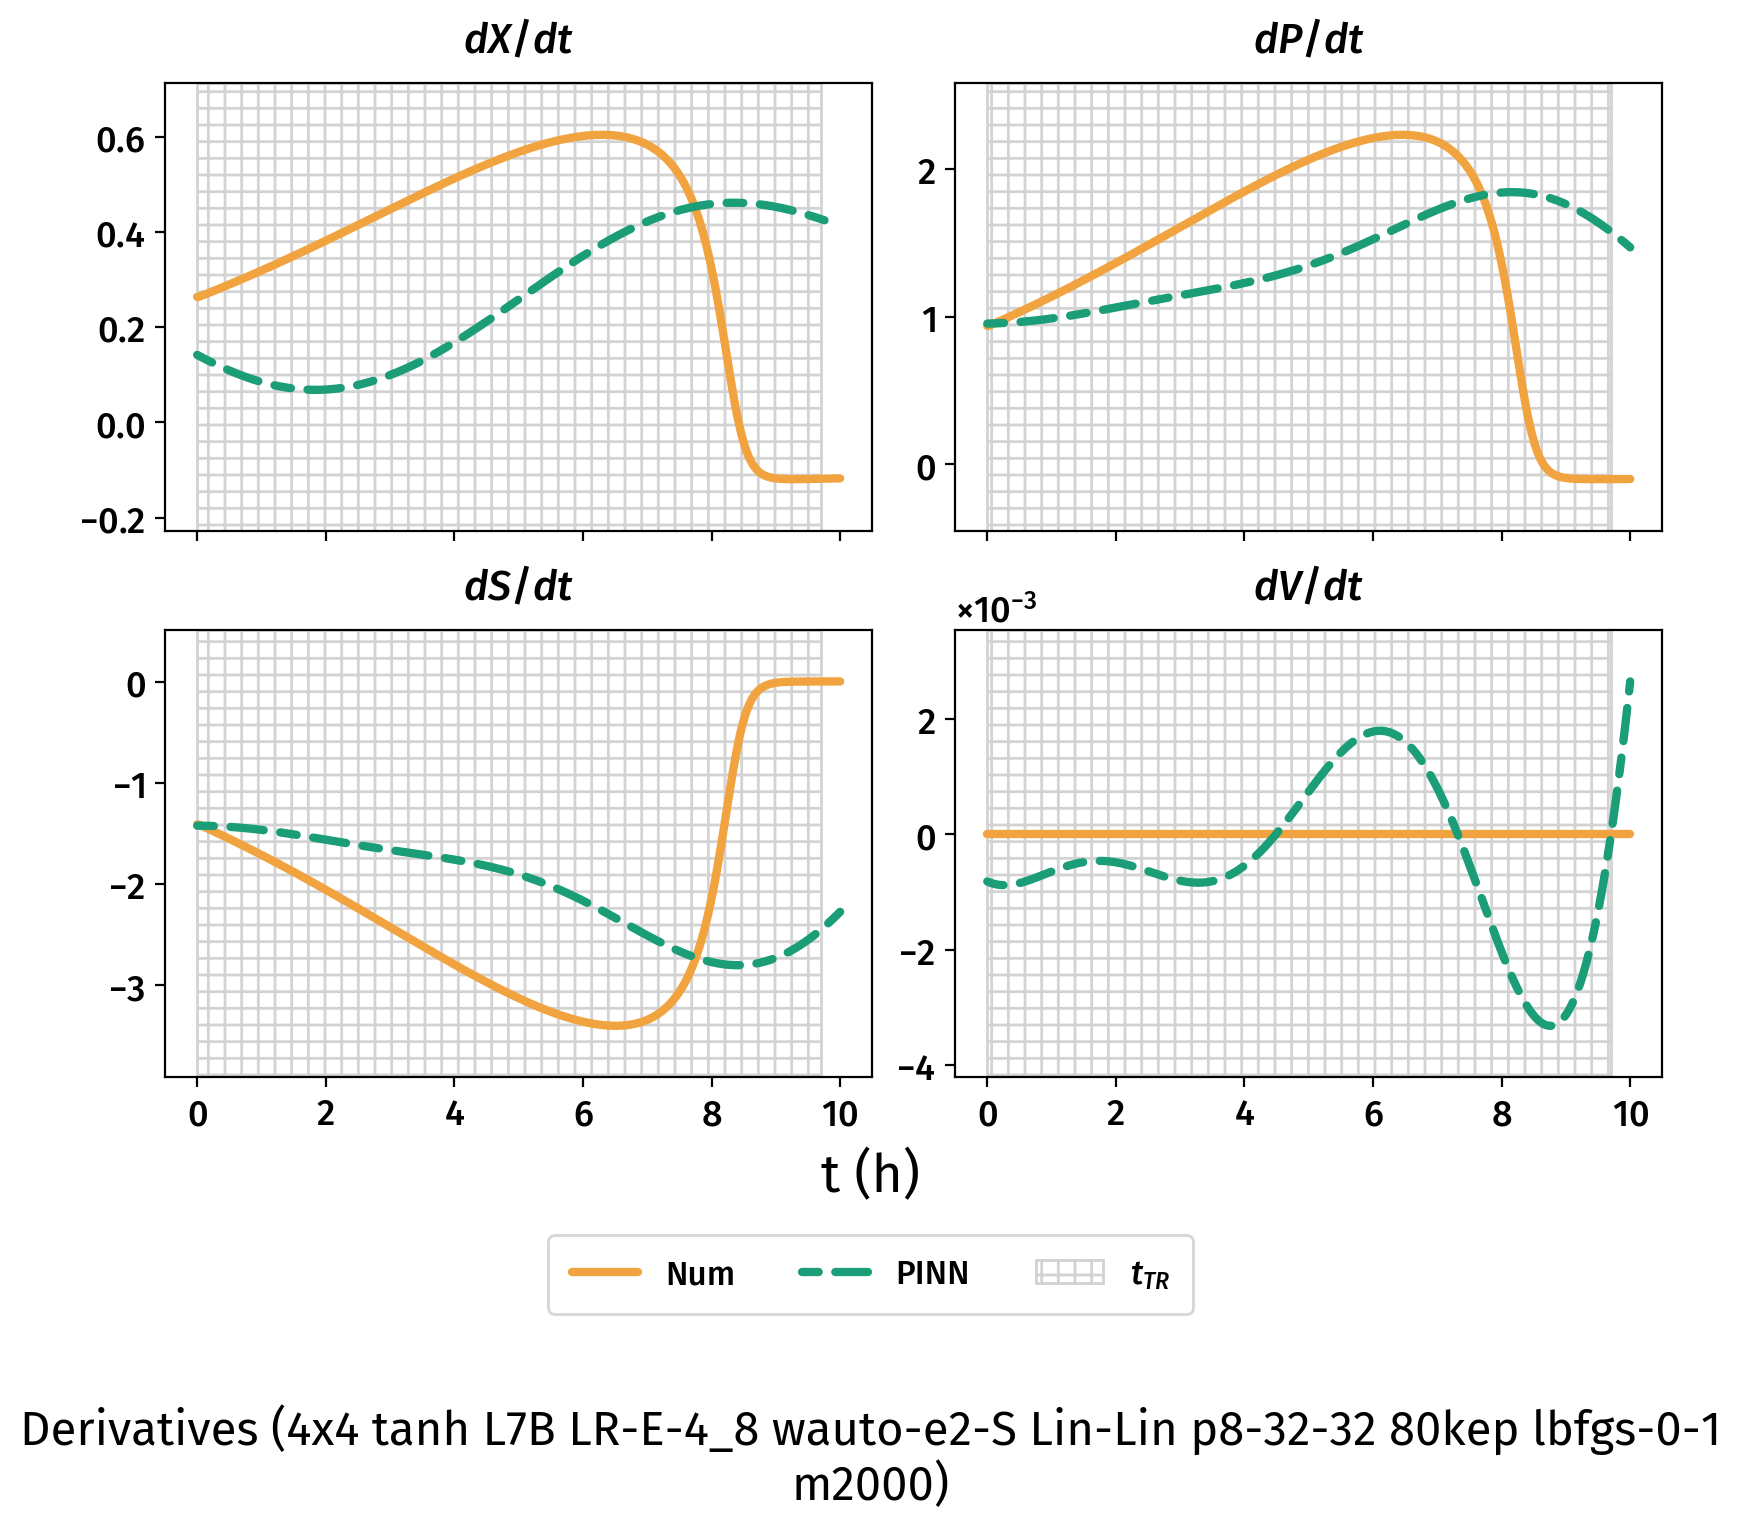 dX/dt
dP/dt
0.6
0.4
0.2
0.0
−0.2
2
1
0
dS/dt
dV/dt
×10⁻³
0
−1
−2
−3
2
0
−2
−4
0 2 4 6 8 10
0 2 4 6 8 10
t (h)
Num PINN t_TR
Derivatives (4x4 tanh L7B LR-E-4_8 wauto-e2-S Lin-Lin p8-32-32 80kep lbfgs-0-1
m2000)